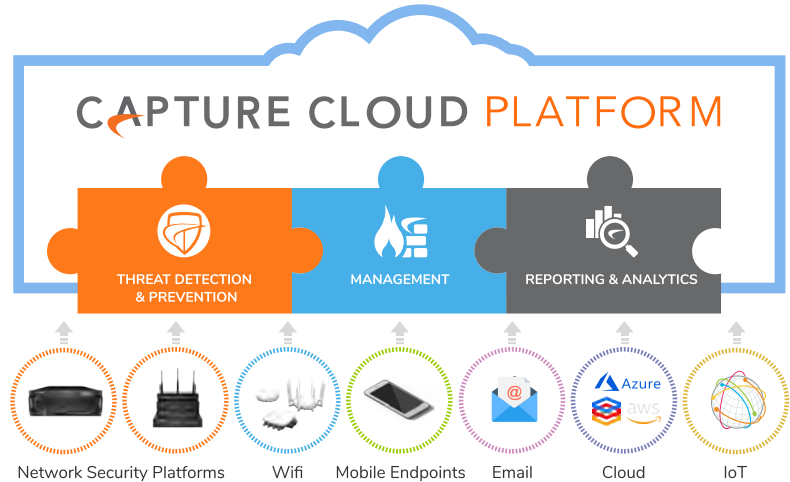 CAPTURE CLOUD PLATFORM
THREAT DETECTION
& PREVENTION
MANAGEMENT
REPORTING & ANALYTICS
@
Azure
aws
Network Security Platforms
Wifi
Mobile Endpoints
Email
Cloud
IoT